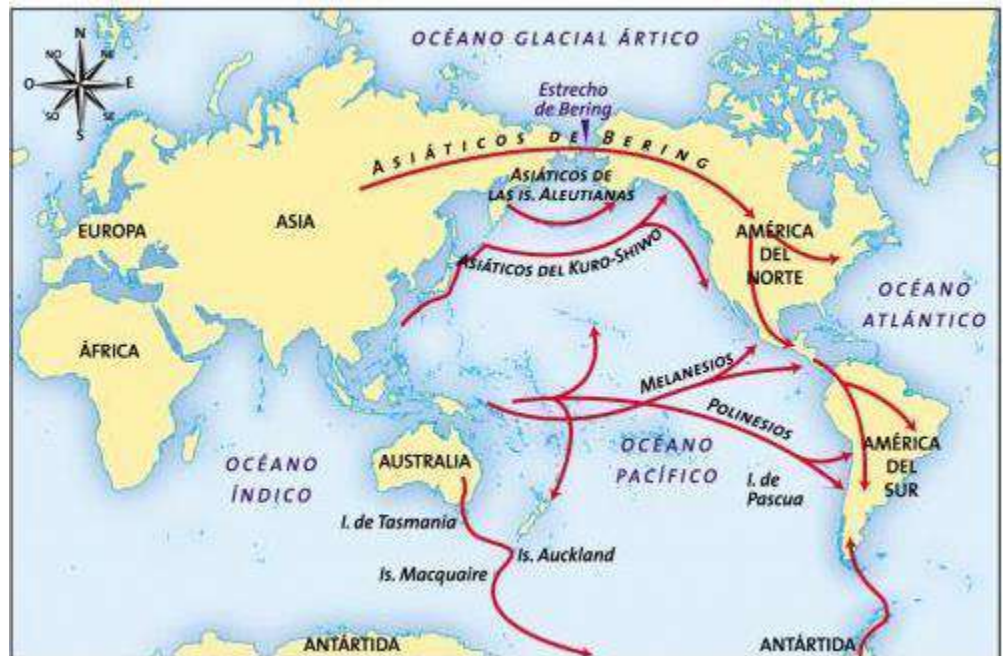 OCÉANO GLACIAL ÁRTICO
N
NO
NE
O
E
SO
SE
S
Estrecho
de Bering
ASIÁTICOS DE BERING
ASIÁTICOS DE
LAS IS. ALEUTIANAS
EUROPA
ASIA
ASIÁTICOS DEL KURO-SHIWO
AMÉRICA
DEL
NORTE
OCÉANO
ATLÁNTICO
ÁFRICA
MELANESIOS
POLINESIOS
OCÉANO
ÍNDICO
AUSTRALIA
OCÉANO
PACÍFICO
I. de
Pascua
AMÉRICA
DEL
SUR
I. de Tasmania
Is. Auckland
Is. Macquaire
ANTÁRTIDA
ANTÁRTIDA